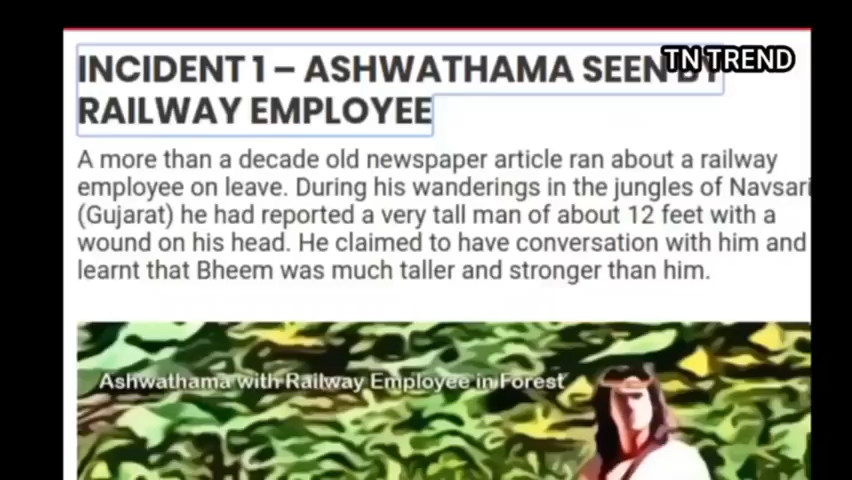 INCIDENT 1 – ASHWATHAMA SEEN BY
TN TREND
RAILWAY EMPLOYEE
A more than a decade old newspaper article ran about a railway
employee on leave. During his wanderings in the jungles of Navsari
(Gujarat) he had reported a very tall man of about 12 feet with a
wound on his head. He claimed to have conversation with him and
learnt that Bheem was much taller and stronger than him.
Ashwathama with Railway Employee in Forest